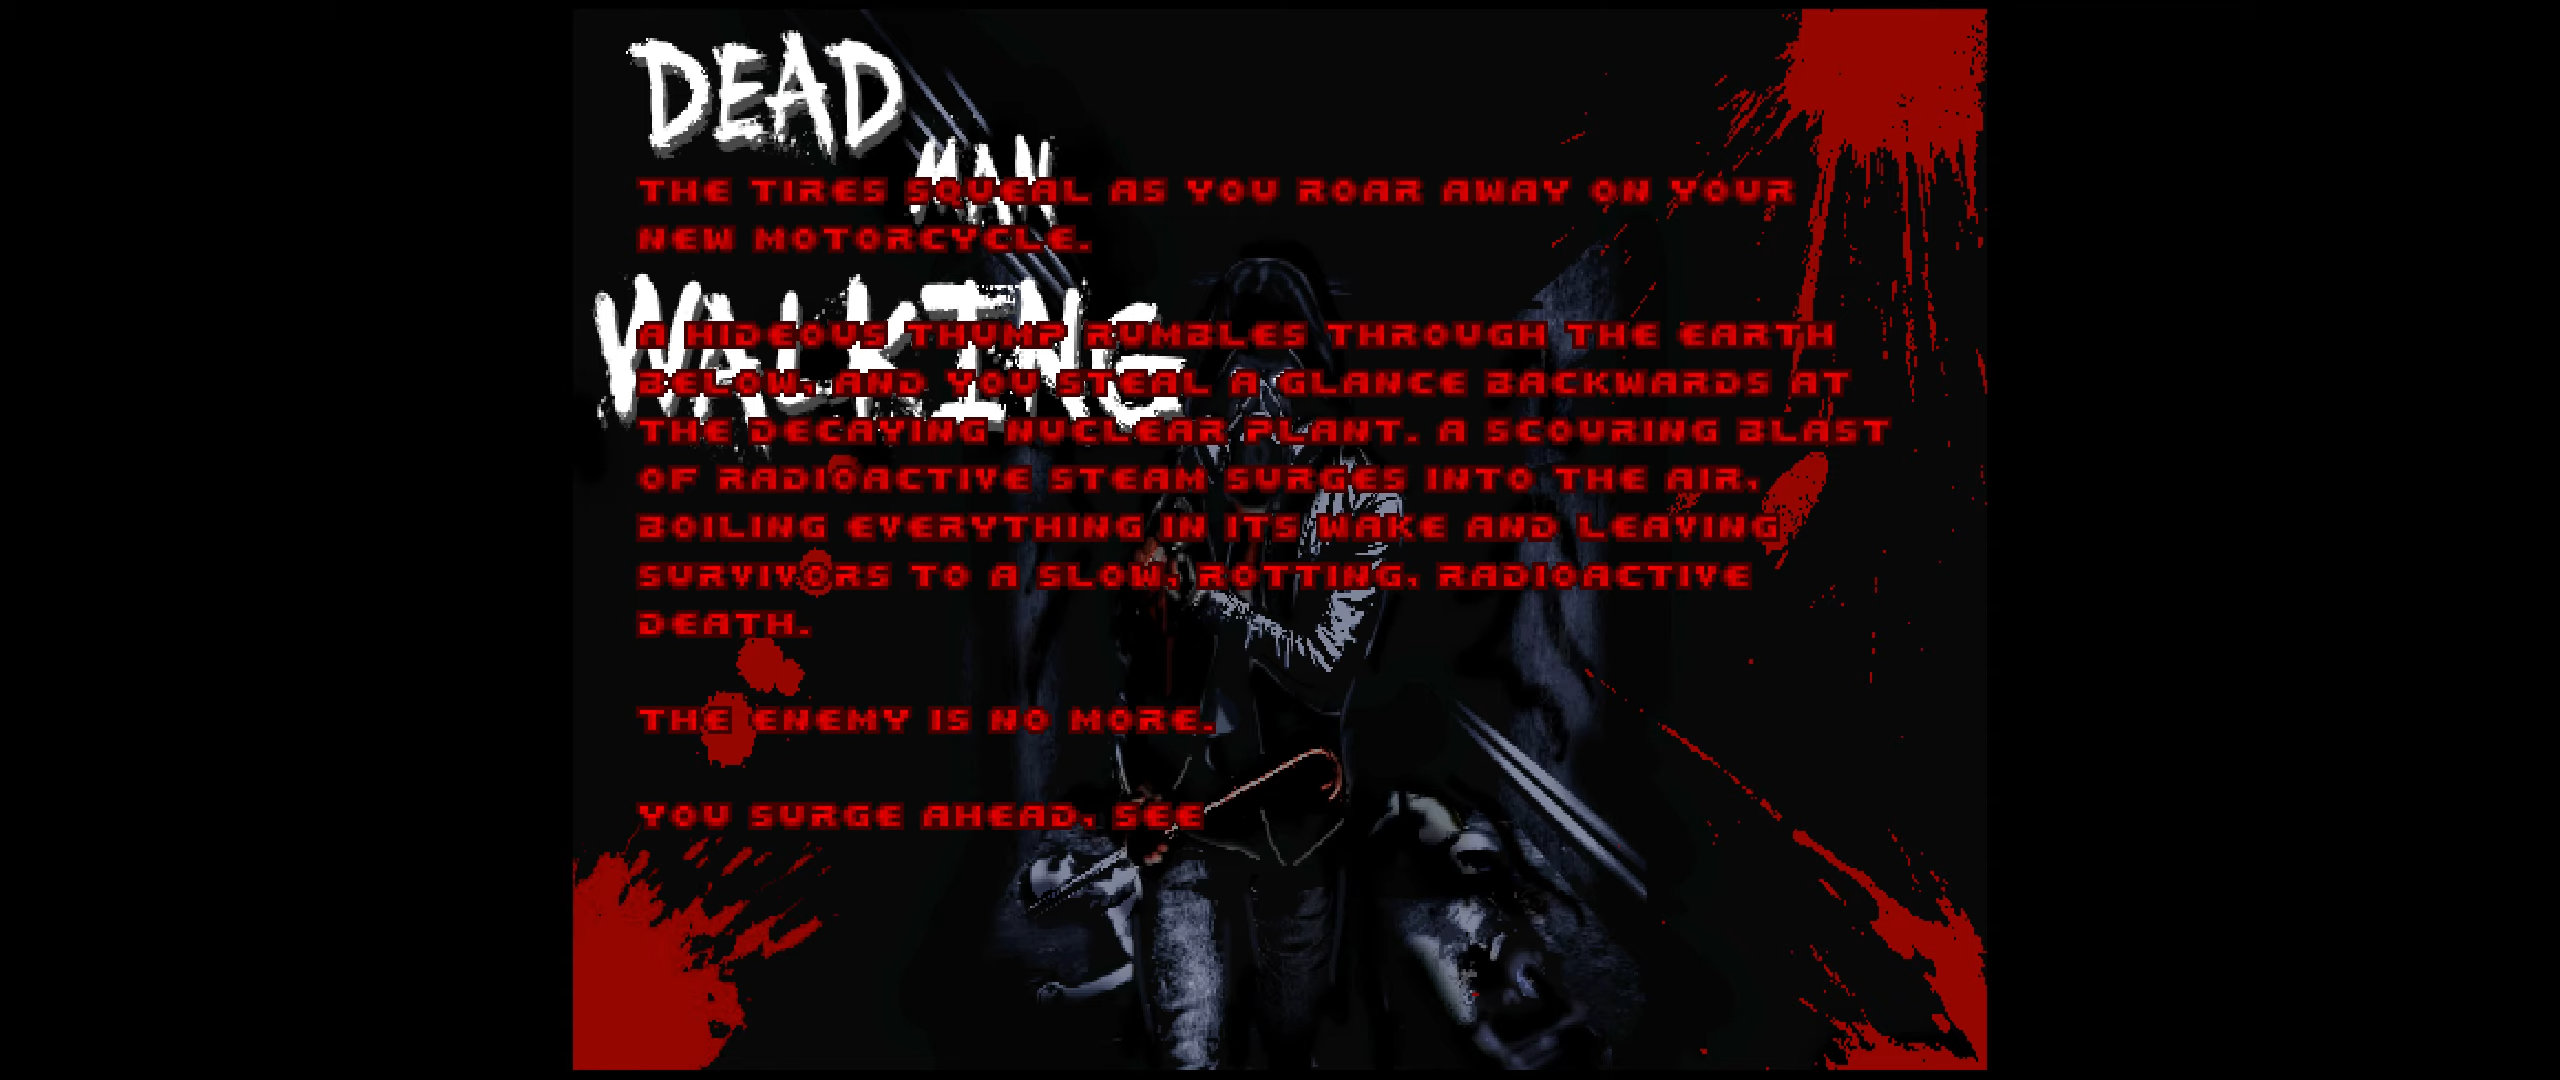 DEAD
MAN
WALKING
THE TIRES SQUEAL AS YOU ROAR AWAY ON YOUR
NEW MOTORCYCLE.
A HIDEOUS THUMP RUMBLES THROUGH THE EARTH
BELOW, AND YOU STEAL A GLANCE BACKWARDS AT
THE DECAYING NUCLEAR PLANT. A SCOURING BLAST
OF RADIOACTIVE STEAM SURGES INTO THE AIR,
BOILING EVERYTHING IN ITS WAKE AND LEAVING
SURVIVORS TO A SLOW, ROTTING, RADIOACTIVE
DEATH.
THE ENEMY IS NO MORE.
YOU SURGE AHEAD, SEE